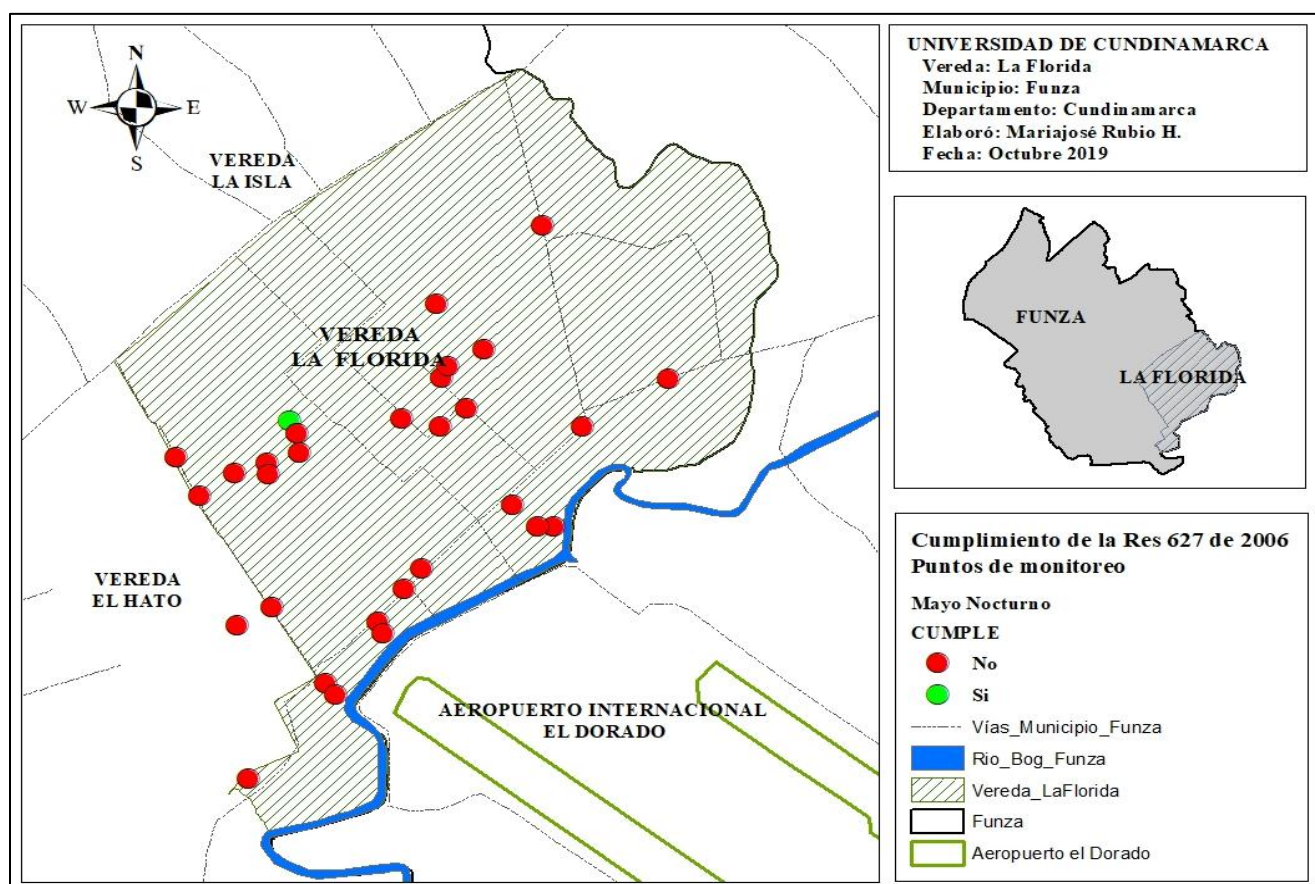 N
W
E
S
VEREDA
LA ISLA
VEREDA
LA FLORIDA
VEREDA
EL HATO
AEROPUERTO INTERNACIONAL
EL DORADO
UNIVERSIDAD DE CUNDINAMARCA
Vereda: La Florida
Municipio: Funza
Departamento: Cundinamarca
Elaboró: Mariajosé Rubio H.
Fecha: Octubre 2019
FUNZA
LA FLORIDA
Cumplimiento de la Res 627 de 2006
Puntos de monitoreo
Mayo Nocturno
CUMPLE
No
Si
Vías_Municipio_Funza
Rio_Bog_Funza
Vereda_LaFlorida
Funza
Aeropuerto el Dorado